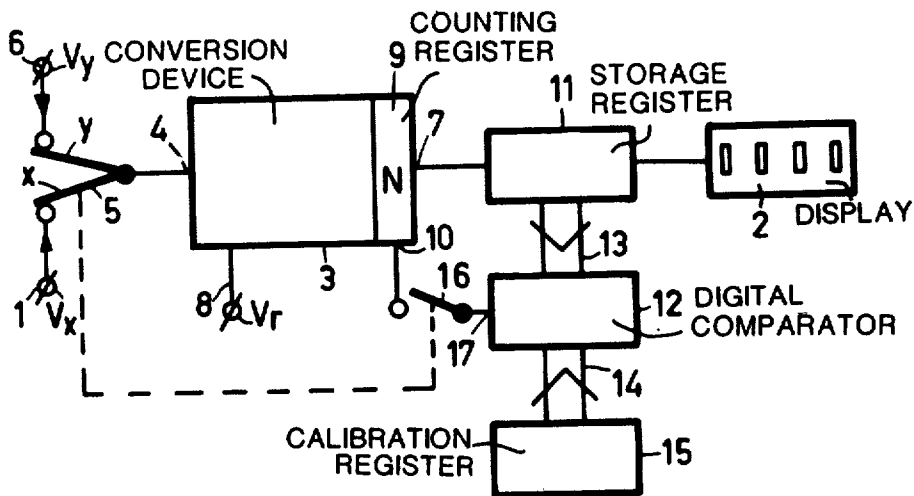 6
Vy
CONVERSION
DEVICE
COUNTING
REGISTER
9
STORAGE
REGISTER
11
4
7
y
x
5
N
2
DISPLAY
10
13
1
Vx
8
Vr
3
16
17
12
DIGITAL
COMPARATOR
14
CALIBRATION
REGISTER
15